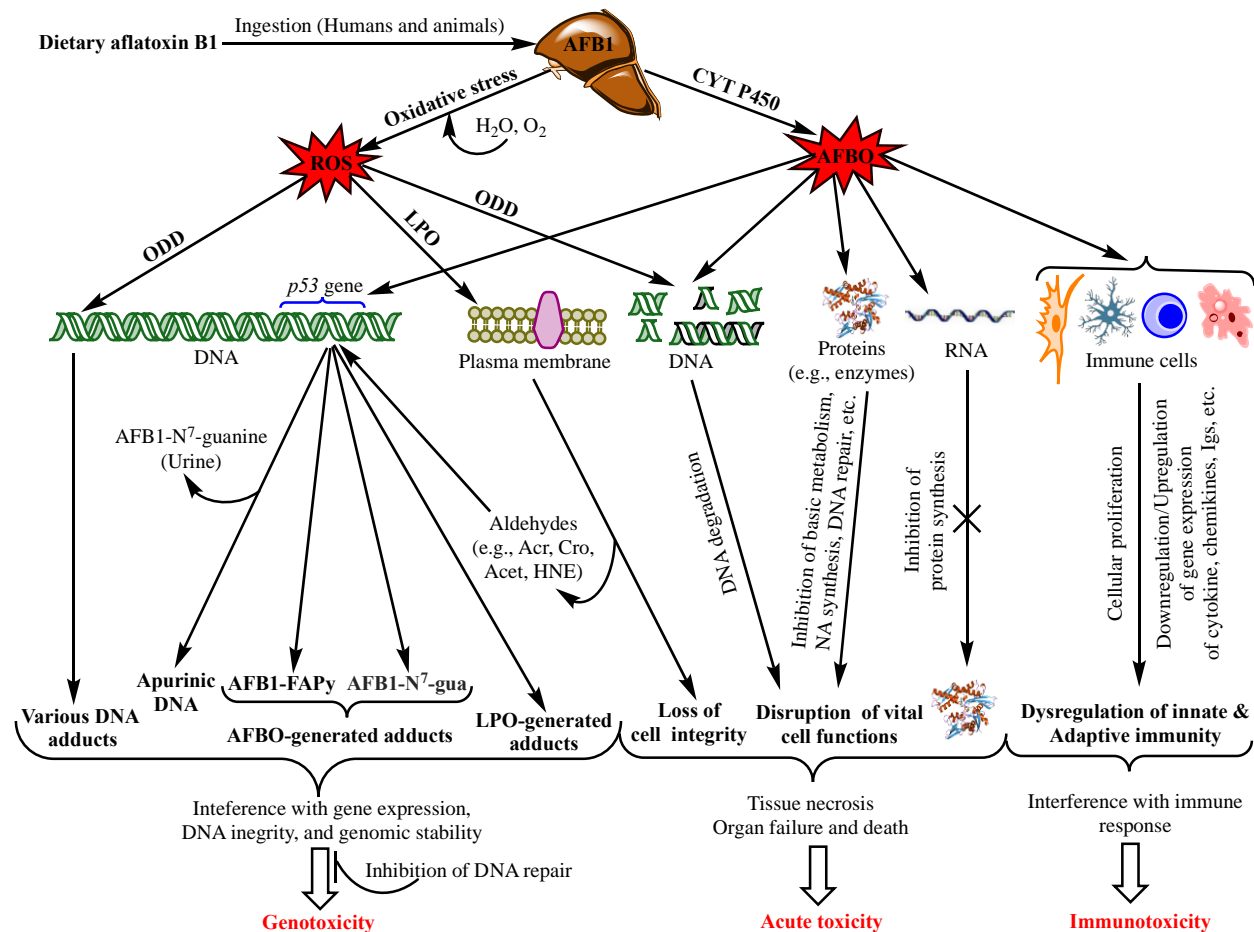 Dietary aflatoxin B1
Ingestion (Humans and animals)
AFB1
Oxidative stress
CYT P450
H₂O, O₂
ROS
AFBO
ODD
LPO
ODD
p53 gene
DNA
Plasma membrane
DNA
Proteins
(e.g., enzymes)
RNA
Immune cells
AFB1-N⁷-guanine
(Urine)
Aldehydes
(e.g., Acr, Cro,
Acet, HNE)
DNA degradation
Inhibition of basic metabolism,
NA synthesis, DNA repair, etc.
Inhibition of
protein synthesis
Cellular proliferation
Downregulation/Upregulation
of gene expression
of cytokine, chemikines, Igs, etc.
Various DNA
adducts
Apurinic
DNA
AFB1-FAPy
AFB1-N⁷-gua
AFBO-generated adducts
LPO-generated
adducts
Loss of
cell integrity
Disruption of vital
cell functions
Dysregulation of innate &
Adaptive immunity
Inteference with gene expression,
DNA inegrity, and genomic stability
Tissue necrosis
Organ failure and death
Interference with immune
response
Inhibition of DNA repair
Genotoxicity
Acute toxicity
Immunotoxicity